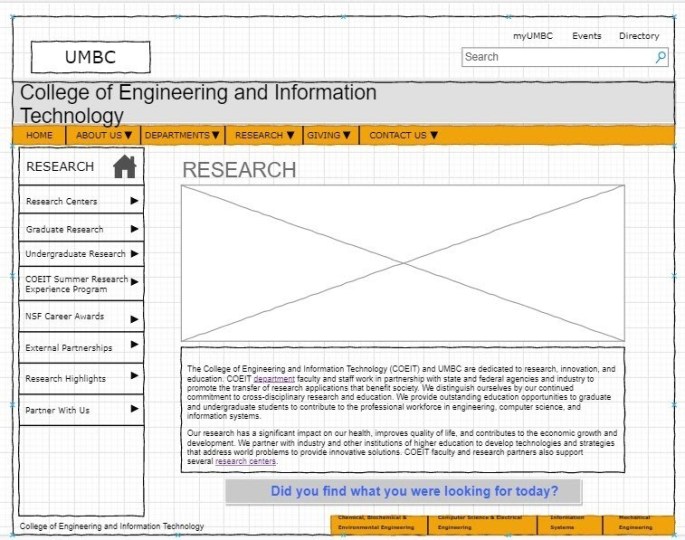 myUMBC Events Directory
UMBC
Search
College of Engineering and Information
Technology
HOME ABOUT US ▼ DEPARTMENTS ▼ RESEARCH ▼ GIVING ▼ CONTACT US ▼
RESEARCH
Research Centers
Graduate Research
Undergraduate Research
COEIT Summer Research
Experience Program
NSF Career Awards
External Partnerships
Research Highlights
Partner With Us
RESEARCH
The College of Engineering and Information Technology (COEIT) and UMBC are dedicated to research, innovation, and
education. COEIT department faculty and staff work in partnership with state and federal agencies and industry to
promote the transfer of research applications that benefit society. We distinguish ourselves by our continued
commitment to cross-disciplinary research and education. We provide outstanding education opportunities to graduate
and undergraduate students to contribute to the professional workforce in engineering, computer science, and
information systems.
Our research has a significant impact on our health, improves quality of life, and contributes to the economic growth and
development. We partner with industry and other institutions of higher education to develop technologies and strategies
that address world problems to provide innovative solutions. COEIT faculty and research partners also support
several research centers.
Did you find what you were looking for today?
College of Engineering and Information Technology
Chemical, Biochemical &
Environmental Engineering
Computer Science & Electrical
Engineering
Information
Systems
Mechanical
Engineering